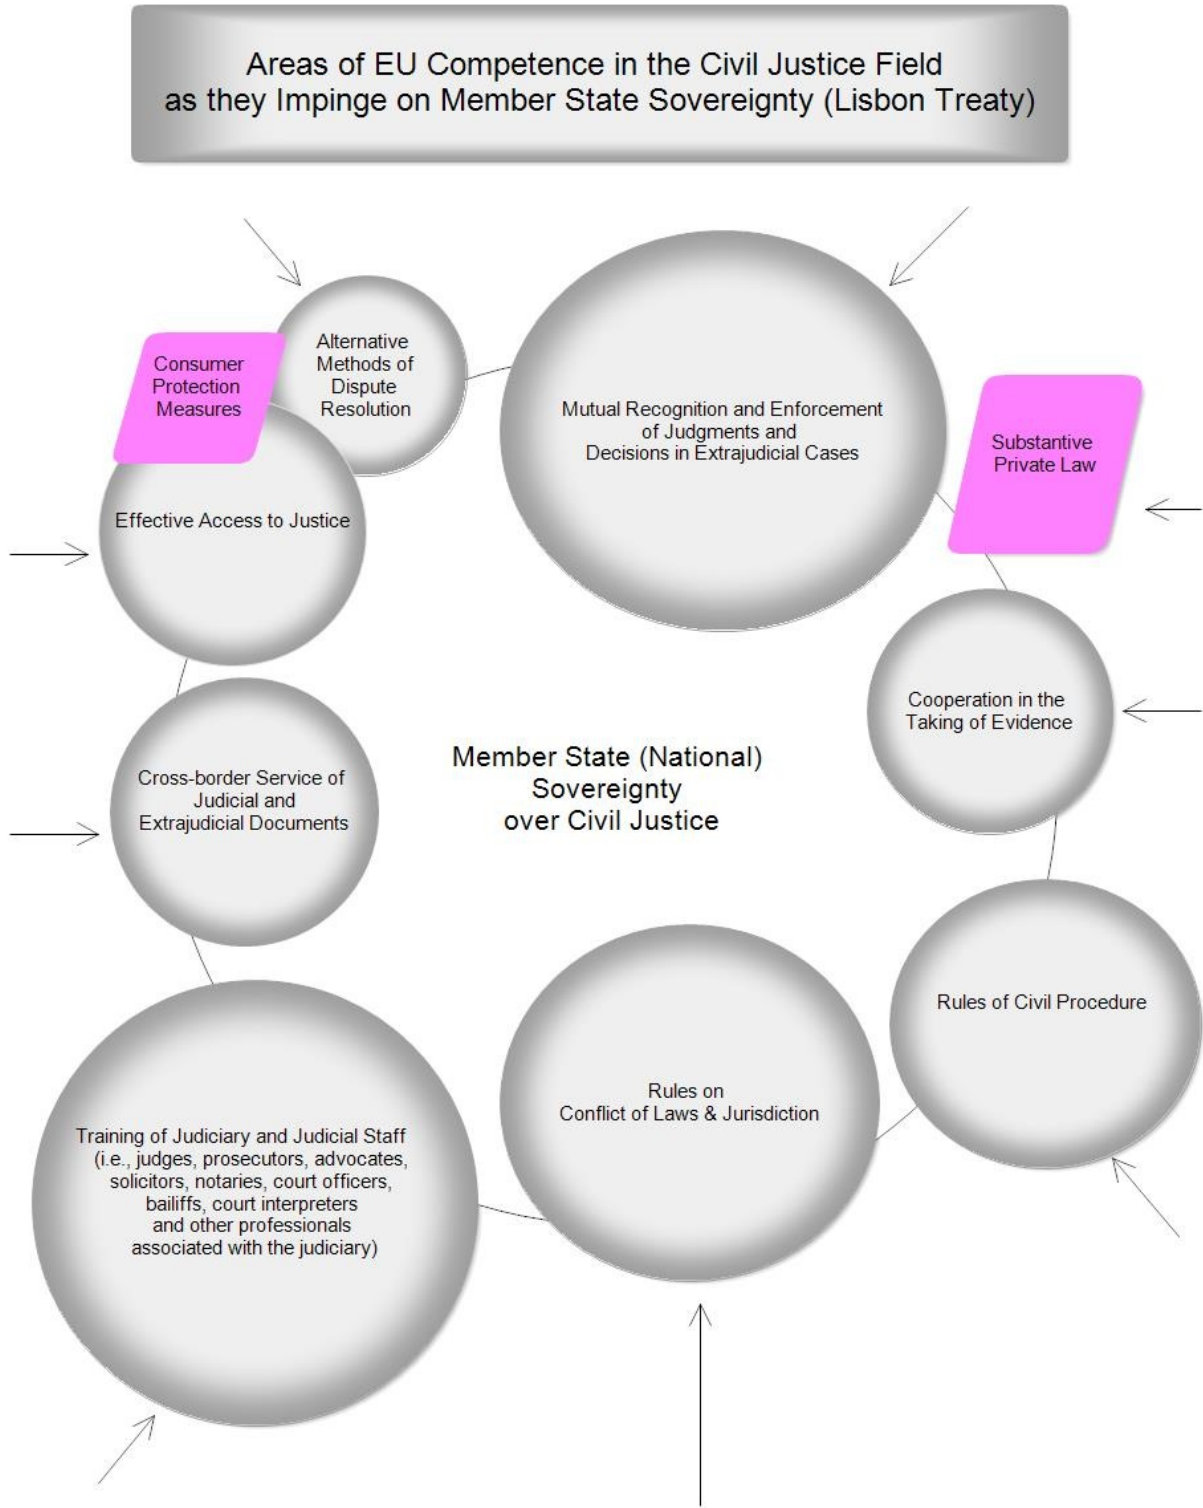 Areas of EU Competence in the Civil Justice Field
as they Impinge on Member State Sovereignty (Lisbon Treaty)
Alternative
Methods of
Dispute
Resolution
Consumer
Protection
Measures
Mutual Recognition and Enforcement
of Judgments and
Decisions in Extrajudicial Cases
Substantive
Private Law
Effective Access to Justice
Cooperation in the
Taking of Evidence
Member State (National)
Sovereignty
over Civil Justice
Cross-border Service of
Judicial and
Extrajudicial Documents
Rules of Civil Procedure
Rules on
Conflict of Laws & Jurisdiction
Training of Judiciary and Judicial Staff
(i.e., judges, prosecutors, advocates,
solicitors, notaries, court officers,
bailiffs, court interpreters
and other professionals
associated with the judiciary)